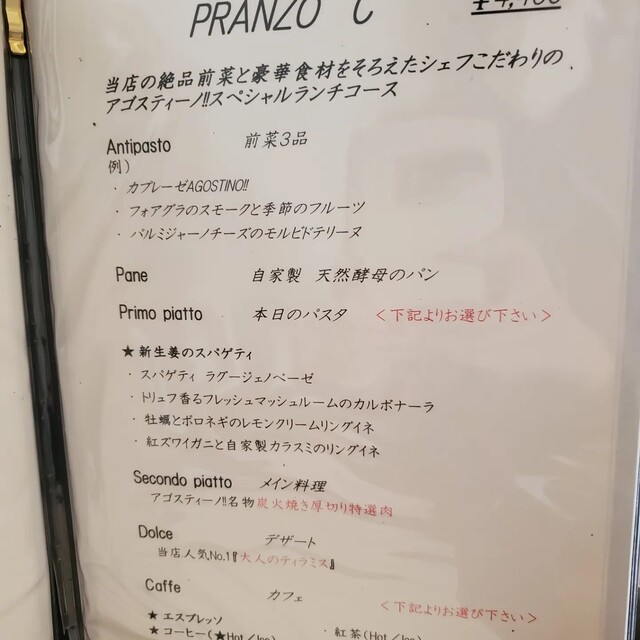 PRANZO C
当店の絶品前菜と豪華食材をそろえたシェフこだわりの
アゴスティーノ!!スペシャルランチコース
Antipasto 前菜3品
例)
・カプレーゼAGOSTINO!!
・フォアグラのスモークと季節のフルーツ
・パルミジャーノチーズのモルビドテリーヌ
Pane 自家製 天然酵母のパン
Primo piatto 本日のパスタ <下記よりお選び下さい>
★新生姜のスパゲティ
・スパゲティ ラグージェノベーゼ
・トリュフ香るフレッシュマッシュルームのカルボナーラ
・牡蠣とポロネギのレモンクリームリングイネ
・紅ズワイガニと自家製カラスミのリングイネ
Secondo piatto メイン料理
アゴスティーノ!!名物炭火焼き厚切り特選肉
Dolce デザート
当店人気No.1『大人のティラミス』
Caffe カフェ <下記よりお選び下さい>
★エスプレッソ
★コーヒー(★Hot/Ice) ・紅茶(Hot/Ice)